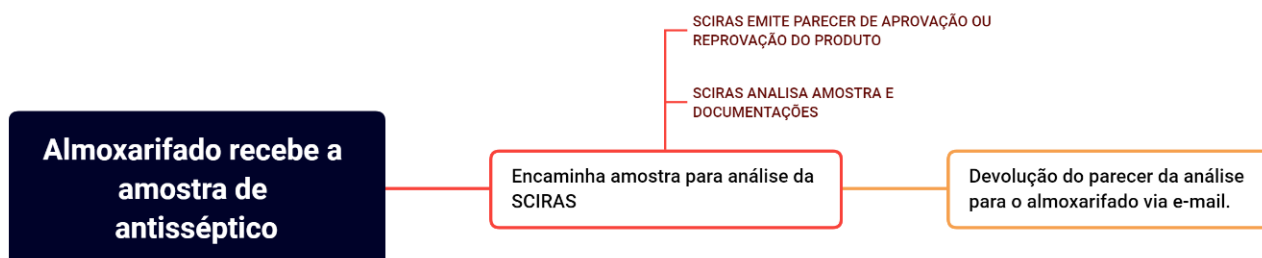 SCIRAS EMITE PARECER DE APROVAÇÃO OU
REPROVAÇÃO DO PRODUTO
SCIRAS ANALISA AMOSTRA E
DOCUMENTAÇÕES
Almoxarifado recebe a
amostra de
antisséptico
Encaminha amostra para análise da
SCIRAS
Devolução do parecer da análise
para o almoxarifado via e-mail.